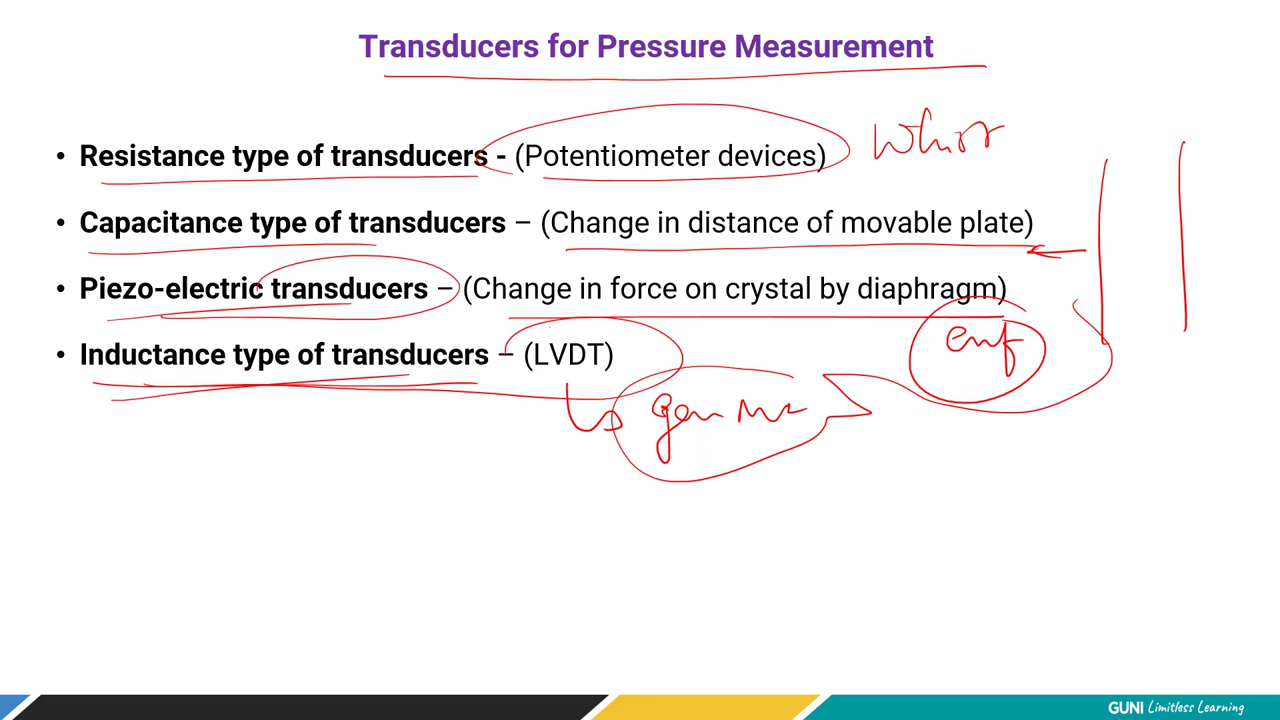 Transducers for Pressure Measurement
• Resistance type of transducers - (Potentiometer devices)
• Capacitance type of transducers – (Change in distance of movable plate)
• Piezo-electric transducers – (Change in force on crystal by diaphragm)
emf
• Inductance type of transducers – (LVDT)
GUNI Limitless Learning